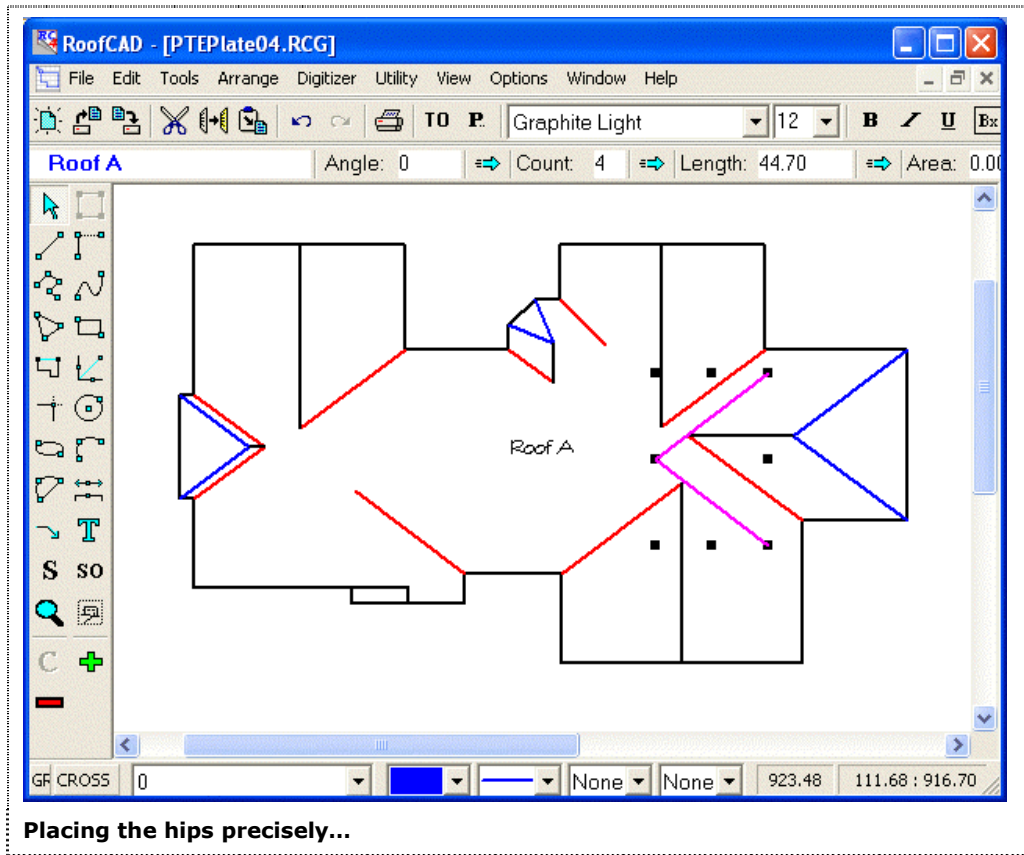 RoofCAD - [PTEPlate04.RCG]
File Edit Tools Arrange Digitizer Utility View Options Window Help
TO P. Graphite Light 12 B I U Bx
Roof A Angle: 0 Count: 4 Length: 44.70 Area: 0.00
Roof A
T
S SO
C
GR CROSS 0 None None 923.48 111.68 : 916.70
Placing the hips precisely...